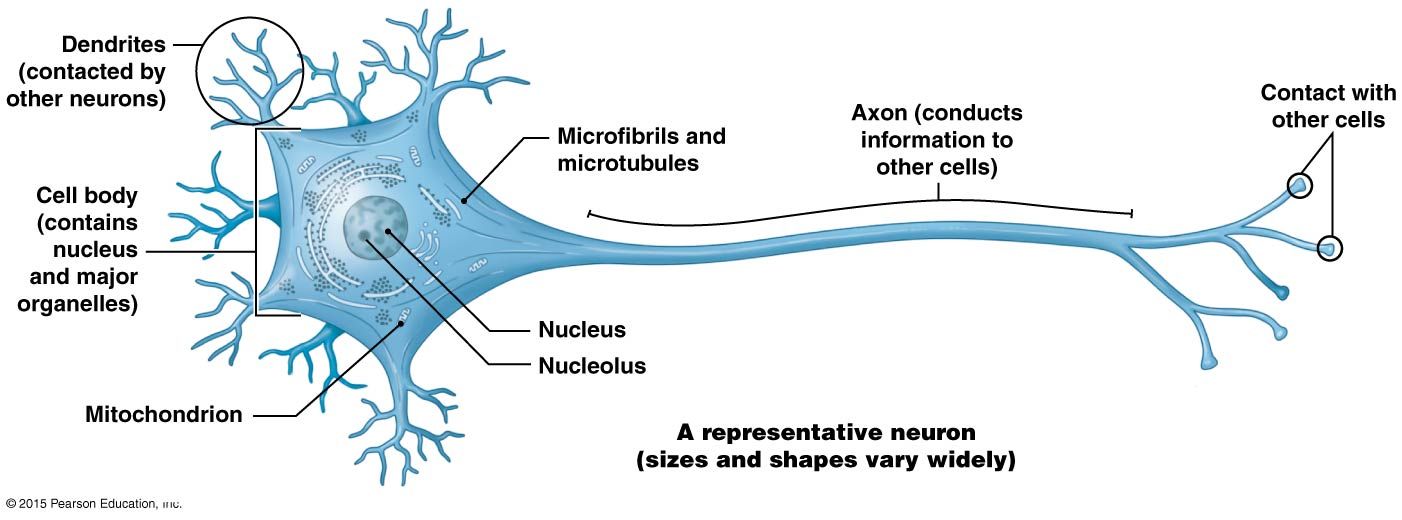 Dendrites
(contacted by
other neurons)
Cell body
(contains
nucleus
and major
organelles)
Mitochondrion
Microfibrils and
microtubules
Nucleus
Nucleolus
Axon (conducts
information to
other cells)
Contact with
other cells
A representative neuron
(sizes and shapes vary widely)
© 2015 Pearson Education, Inc.